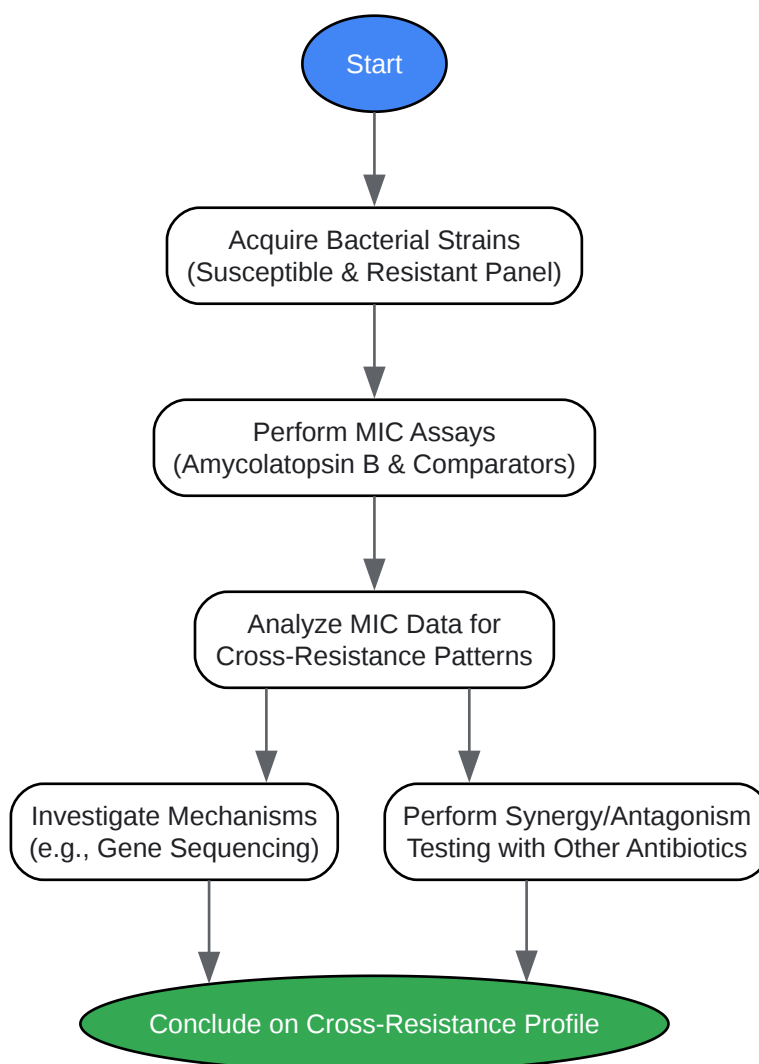 Start
Acquire Bacterial Strains
(Susceptible & Resistant Panel)
Perform MIC Assays
(Amycolatopsin B & Comparators)
Analyze MIC Data for
Cross-Resistance Patterns
Investigate Mechanisms
(e.g., Gene Sequencing)
Perform Synergy/Antagonism
Testing with Other Antibiotics
Conclude on Cross-Resistance Profile